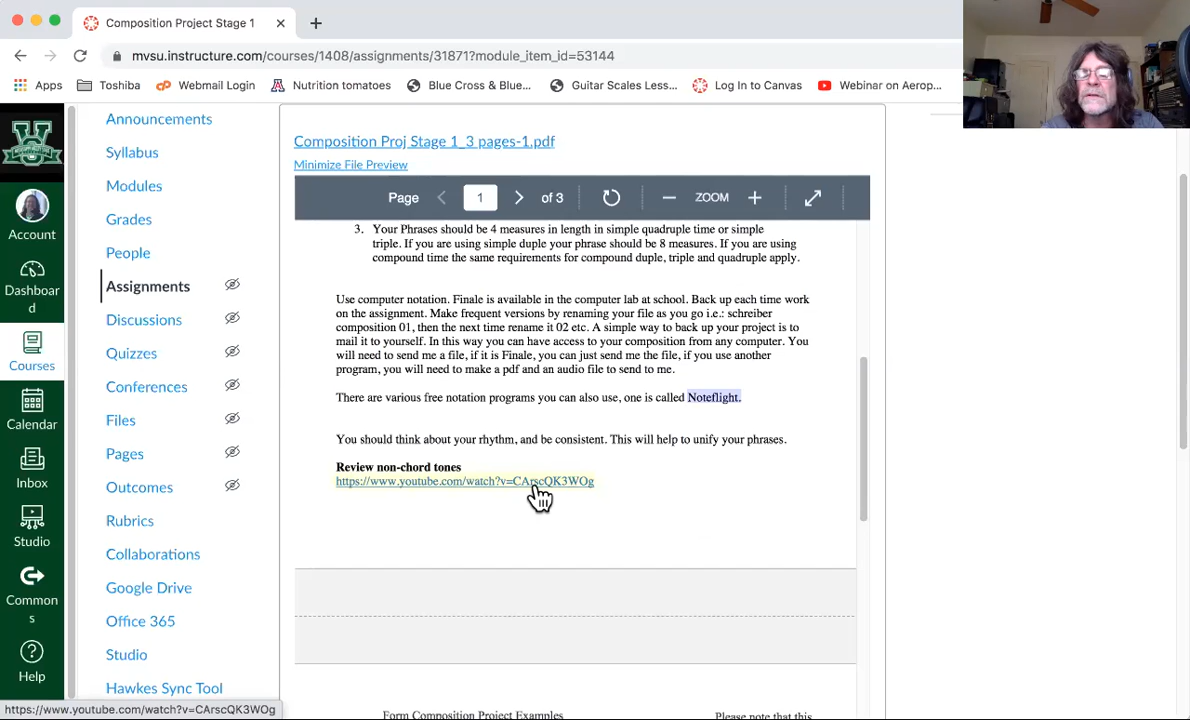 Composition Project Stage 1
mvsu.instructure.com/courses/1408/assignments/31871?module_item_id=53144
Apps
Toshiba
Webmail Login
Nutrition tomatoes
Blue Cross & Blue...
Guitar Scales Less...
Log In to Canvas
Webinar on Aerop...
Account
Dashboar
d
Courses
Calendar
Inbox
Studio
Common
s
Help
Announcements
Syllabus
Modules
Grades
People
Assignments
Discussions
Quizzes
Conferences
Files
Pages
Outcomes
Rubrics
Collaborations
Google Drive
Office 365
Studio
Hawkes Sync Tool
Composition Proj Stage 1_3 pages-1.pdf
Minimize File Preview
Page 1 of 3 ZOOM
3. Your Phrases should be 4 measures in length in simple quadruple time or simple
triple. If you are using simple duple your phrase should be 8 measures. If you are using
compound time the same requirements for compound duple, triple and quadruple apply.
Use computer notation. Finale is available in the computer lab at school. Back up each time work
on the assignment. Make frequent versions by renaming your file as you go i.e.: schreiber
composition 01, then the next time rename it 02 etc. A simple way to back up your project is to
mail it to yourself. In this way you can have access to your composition from any computer. You
will need to send me a file, if it is Finale, you can just send me the file, if you use another
program, you will need to make a pdf and an audio file to send to me.
There are various free notation programs you can also use, one is called Noteflight.
You should think about your rhythm, and be consistent. This will help to unify your phrases.
Review non-chord tones
https://www.youtube.com/watch?v=CArscQK3WOg
Form Composition Project Examples
Please note that this
https://www.youtube.com/watch?v=CArscQK3WOg